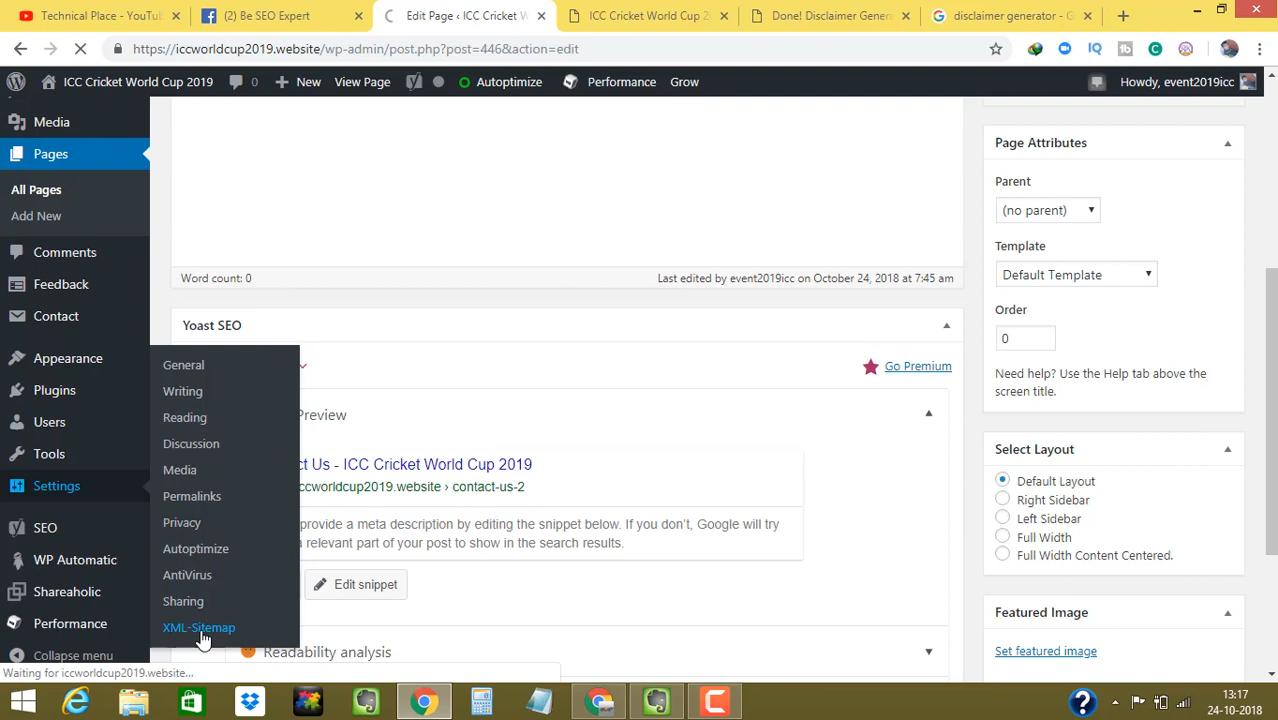 Technical Place - YouTu
(2) Be SEO Expert
Edit Page ‹ ICC Cricket W
ICC Cricket World Cup 2
Done! Disclaimer Gener
disclaimer generator - G
https://iccworldcup2019.website/wp-admin/post.php?post=446&action=edit
ICC Cricket World Cup 2019
0
New
View Page
Autoptimize
Performance
Grow
Howdy, event2019icc
Media
Pages
All Pages
Add New
Comments
Feedback
Contact
Appearance
Plugins
Users
Tools
Settings
SEO
WP Automatic
Shareaholic
Performance
Collapse menu
General
Writing
Reading
Discussion
Media
Permalinks
Privacy
Autoptimize
AntiVirus
Sharing
XML-Sitemap
Word count: 0
Last edited by event2019icc on October 24, 2018 at 7:45 am
Yoast SEO
Go Premium
Preview
ct Us - ICC Cricket World Cup 2019
ccworldcup2019.website › contact-us-2
provide a meta description by editing the snippet below. If you don't, Google will try
a relevant part of your post to show in the search results.
Edit snippet
Readability analysis
Page Attributes
Parent
(no parent)
Template
Default Template
Order
0
Need help? Use the Help tab above the
screen title.
Select Layout
Default Layout
Right Sidebar
Left Sidebar
Full Width
Full Width Content Centered.
Featured Image
Set featured image
Waiting for iccworldcup2019.website...
13:17
24-10-2018